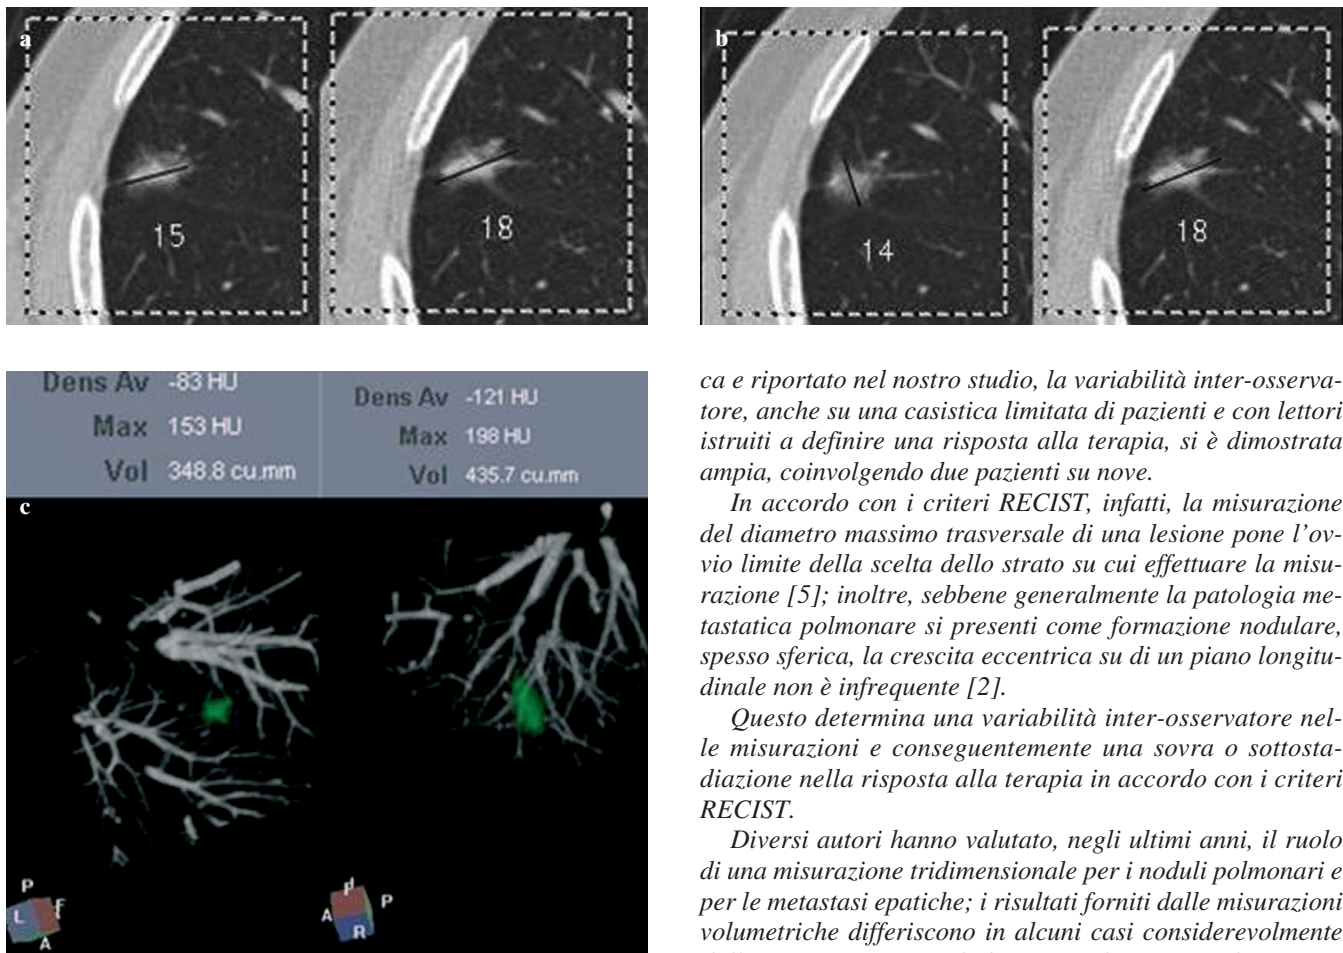 a
15
18
b
14
18
Dens Av -83 HU
Max 153 HU
Vol 348.8 cu.mm
Dens Av -121 HU
Max 198 HU
Vol 435.7 cu.mm
c
P
L
A
A
P
R
ca e riportato nel nostro studio, la variabilità inter-osserva-
tore, anche su una casistica limitata di pazienti e con lettori
istruiti a definire una risposta alla terapia, si è dimostrata
ampia, coinvolgendo due pazienti su nove.
In accordo con i criteri RECIST, infatti, la misurazione
del diametro massimo trasversale di una lesione pone l'ov-
vio limite della scelta dello strato su cui effettuare la misu-
razione [5]; inoltre, sebbene generalmente la patologia me-
tastatica polmonare si presenti come formazione nodulare,
spesso sferica, la crescita eccentrica su di un piano longitu-
dinale non è infrequente [2].
Questo determina una variabilità inter-osservatore nel-
le misurazioni e conseguentemente una sovra o sottosta-
diazione nella risposta alla terapia in accordo con i criteri
RECIST.
Diversi autori hanno valutato, negli ultimi anni, il ruolo
di una misurazione tridimensionale per i noduli polmonari e
per le metastasi epatiche; i risultati forniti dalle misurazioni
volumetriche differiscono in alcuni casi considerevolmente